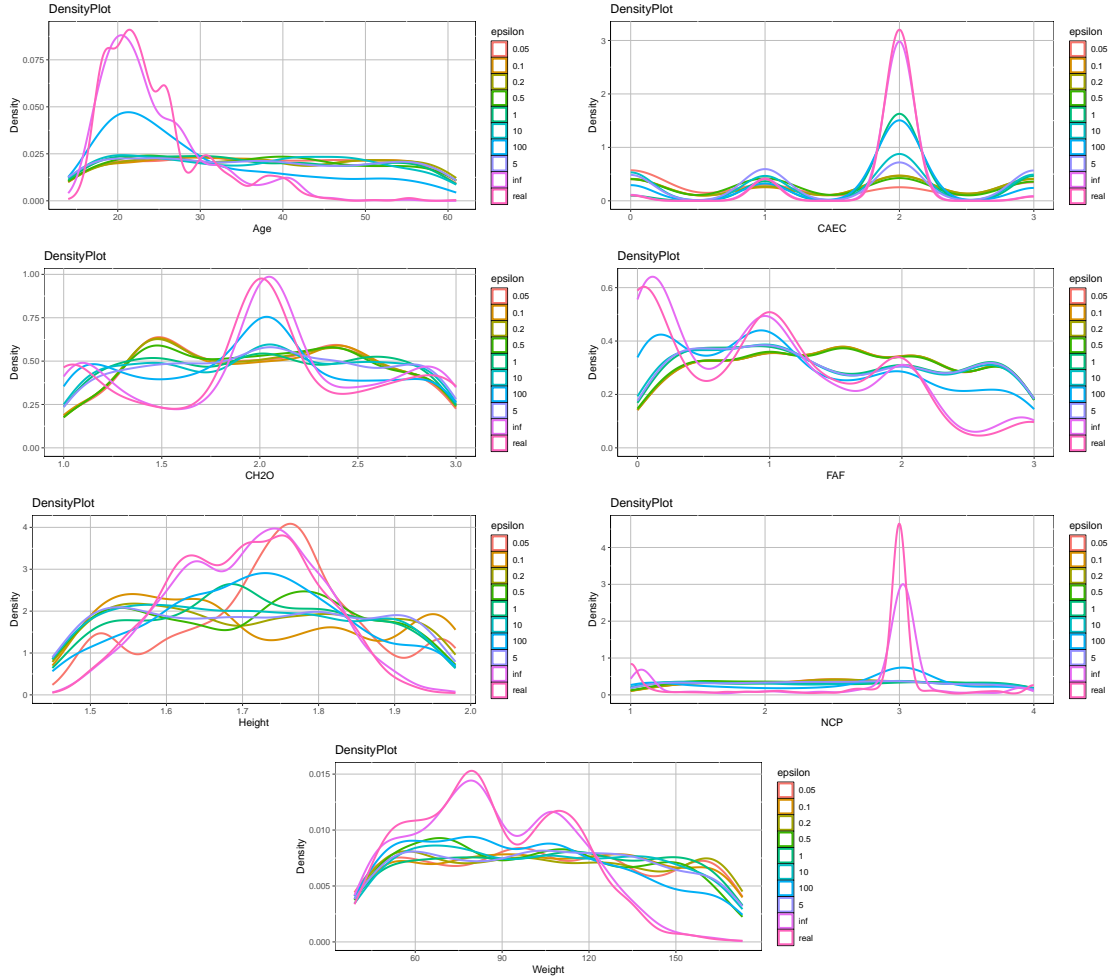 DensityPlot
Density
0.075
0.050
0.025
0.000
20
30
40
50
60
Age
epsilon
0.05
0.1
0.2
0.5
1
10
100
5
inf
real
DensityPlot
Density
3
2
1
0
0
1
2
3
CAEC
epsilon
0.05
0.1
0.2
0.5
1
10
100
5
inf
real
DensityPlot
Density
1.00
0.75
0.50
0.25
0.00
1.0
1.5
2.0
2.5
3.0
CH2O
epsilon
0.05
0.1
0.2
0.5
1
10
100
5
inf
real
DensityPlot
Density
0.6
0.4
0.2
0.0
0
1
2
3
FAF
epsilon
0.05
0.1
0.2
0.5
1
10
100
5
inf
real
DensityPlot
Density
4
3
2
1
0
1.5
1.6
1.7
1.8
1.9
2.0
Height
epsilon
0.05
0.1
0.2
0.5
1
10
100
5
inf
real
DensityPlot
Density
4
2
0
1
2
3
4
NCP
epsilon
0.05
0.1
0.2
0.5
1
10
100
5
inf
real
DensityPlot
Density
0.015
0.010
0.005
0.000
60
90
120
150
Weight
epsilon
0.05
0.1
0.2
0.5
1
10
100
5
inf
real